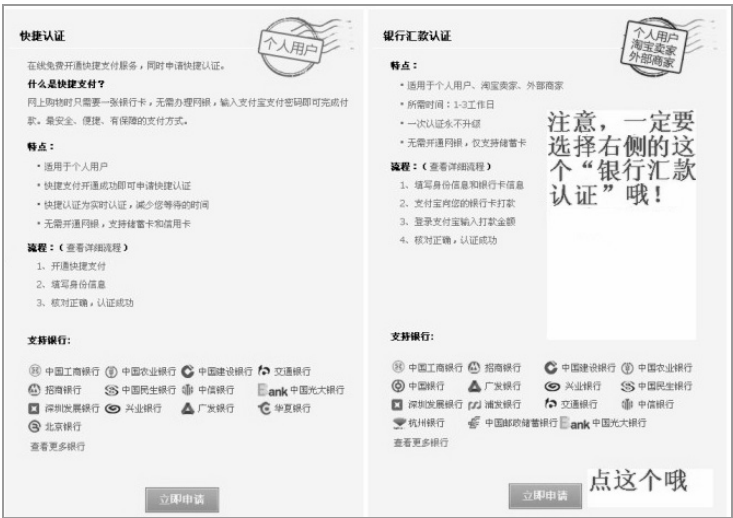 快捷认证
个人用户
在线免费开通快捷支付服务，同时申请快捷认证。
什么是快捷支付？
网上购物时只需要一张银行卡，无需办理网银，输入支付宝支付密码即可完成付
款。最安全、便捷、有保障的支付方式。
特点：
• 适用于个人用户
• 快捷支付开通成功即可申请快捷认证
• 快捷认证为实时认证，减少您等待的时间
• 无需开通网银，支持储蓄卡和信用卡
流程：（查看详细流程）
1、开通快捷支付
2、填写身份信息
3、核对正确，认证成功
支持银行：
中国工商银行 中国农业银行 中国建设银行 交通银行
招商银行 中国民生银行 中信银行 Bank 中国光大银行
深圳发展银行 兴业银行 广发银行 华夏银行
北京银行
查看更多银行
立即申请
银行汇款认证
个人用户
淘宝卖家
外部商家
特点：
• 适用于个人用户、淘宝卖家、外部商家
• 所需时间：1-3工作日
• 一次认证永不升级
• 无需开通网银，仅支持储蓄卡
流程：（查看详细流程）
1、填写身份信息和银行卡信息
2、支付宝向您的银行卡打款
3、登录支付宝输入打款金额
4、核对正确，认证成功
注意，一定要
选择右侧的这
个“银行汇款
认证”哦！
支持银行：
中国工商银行 招商银行 中国建设银行 中国农业银行
中国银行 广发银行 兴业银行 中国民生银行
深圳发展银行 浦发银行 交通银行 中信银行
杭州银行 中国邮政储蓄银行 Bank 中国光大银行
查看更多银行
立即申请
点这个哦